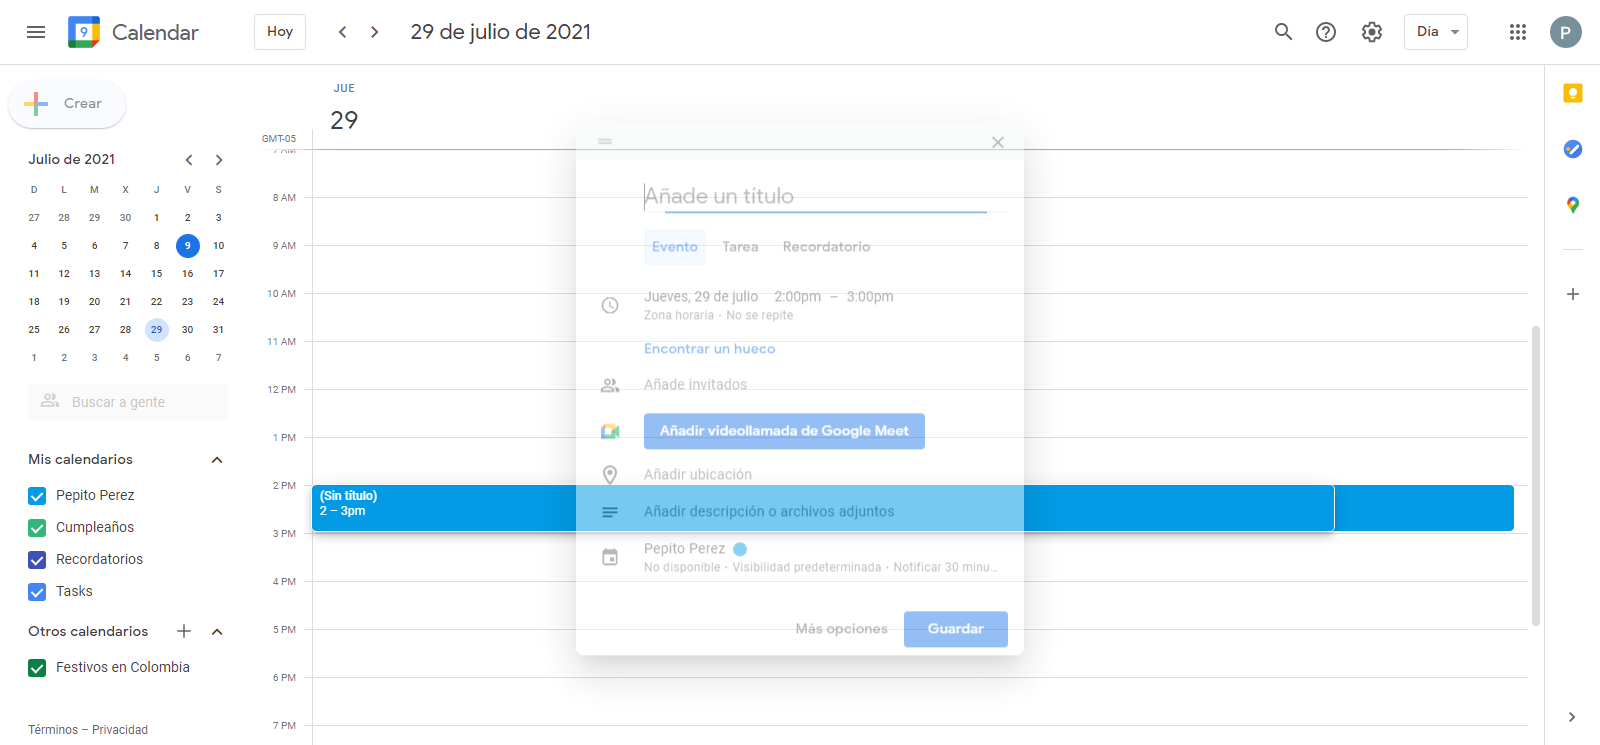 9 Calendar Hoy 29 de julio de 2021 Día P
Crear
JUE
29
GMT-05
Julio de 2021
D L M X J V S
27 28 29 30 1 2 3
4 5 6 7 8 9 10
11 12 13 14 15 16 17
18 19 20 21 22 23 24
25 26 27 28 29 30 31
1 2 3 4 5 6 7
Buscar a gente
Mis calendarios
Pepito Perez
Cumpleaños
Recordatorios
Tasks
Otros calendarios
Festivos en Colombia
Términos – Privacidad
7 AM
8 AM
9 AM
10 AM
11 AM
12 PM
1 PM
2 PM
3 PM
4 PM
5 PM
6 PM
7 PM
(Sin título)
2 – 3pm
Añade un título
Evento Tarea Recordatorio
Jueves, 29 de julio 2:00pm – 3:00pm
Zona horaria • No se repite
Encontrar un hueco
Añade invitados
Añadir videollamada de Google Meet
Añadir ubicación
Añadir descripción o archivos adjuntos
Pepito Perez
No disponible • Visibilidad predeterminada • Notificar 30 minu...
Más opciones Guardar